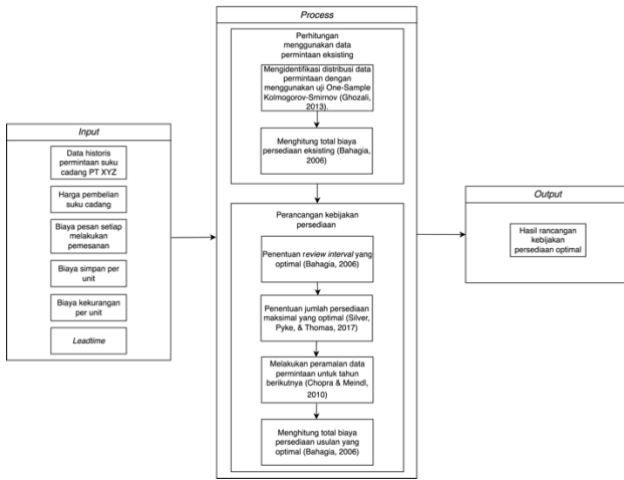 Input
Data historis
permintaan suku
cadang PT XYZ
Harga pembelian
suku cadang
Biaya pesan setiap
melakukan
pemesanan
Biaya simpan per
unit
Biaya kekurangan
per unit
Leadtime
Process
Perhitungan
menggunakan data
permintaan eksisting
Mengidentifikasi distribusi data
permintaan dengan
menggunakan uji One-Sample
Kolmogorov-Smirnov (Ghozali,
2013).
Menghitung total biaya
persediaan eksisting (Bahagia,
2006)
Perancangan kebijakan
persediaan
Penentuan review interval yang
optimal (Bahagia, 2006)
Penentuan jumlah persediaan
maksimal yang optimal (Silver,
Pyke, & Thomas, 2017)
Melakukan peramalan data
permintaan untuk tahun
berikutnya (Chopra & Meindl,
2010)
Menghitung total biaya
persediaan usulan yang
optimal (Bahagia, 2006)
Output
Hasil rancangan
kebijakan
persediaan optimal